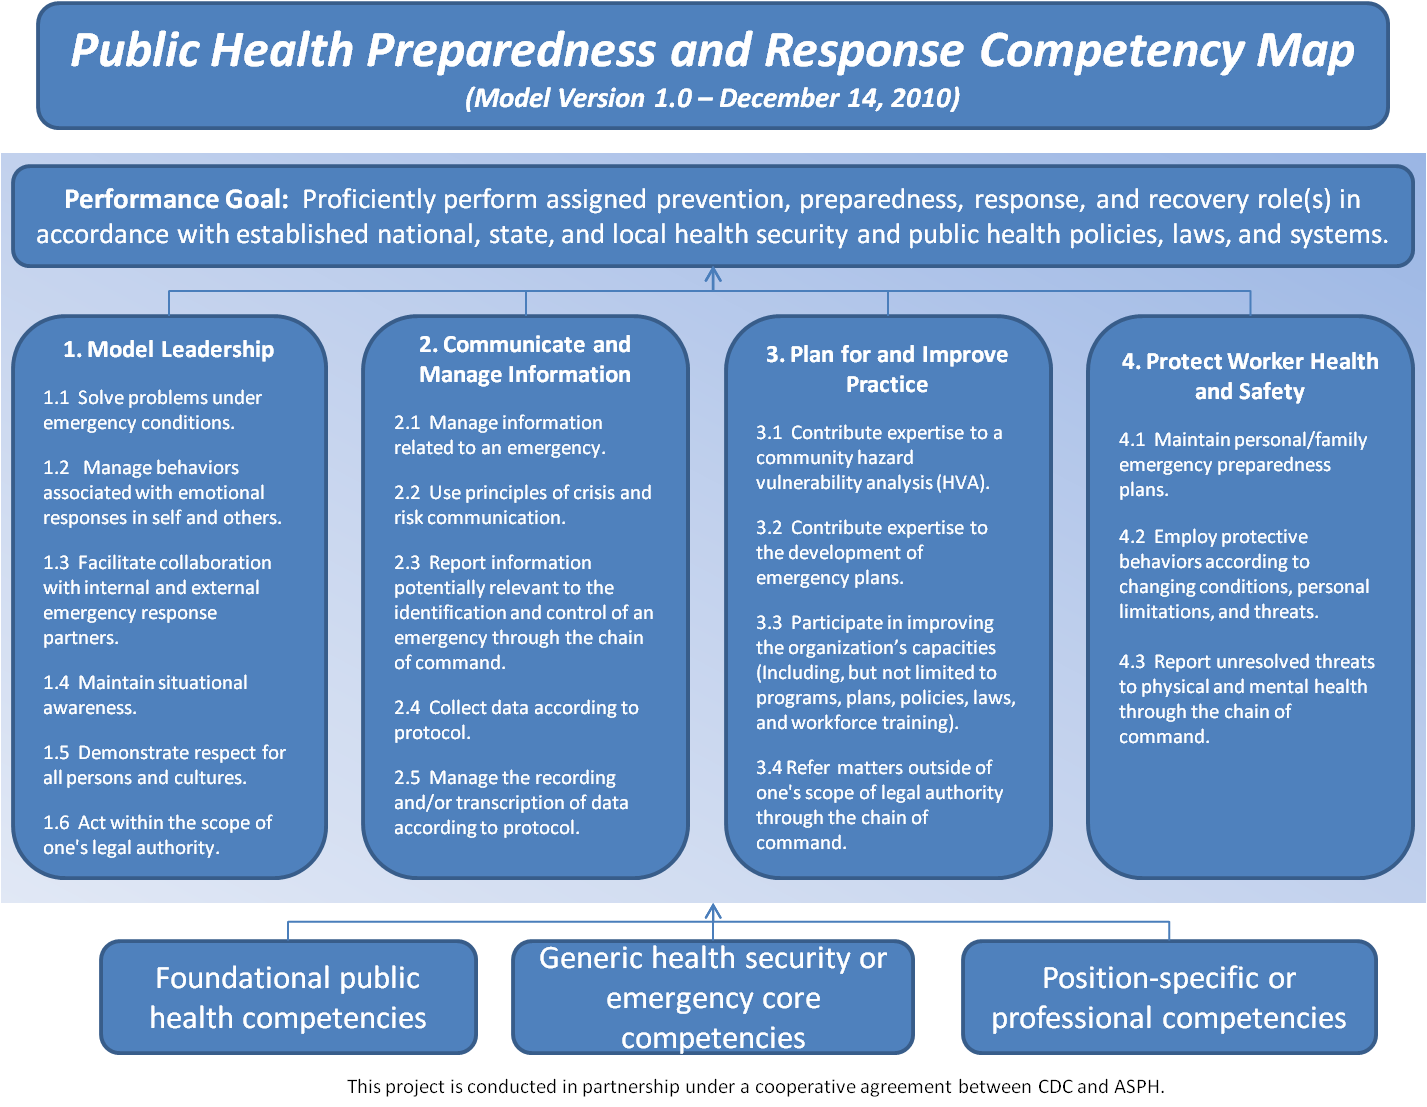 Public Health Preparedness and Response Competency Map
(Model Version 1.0 – December 14, 2010)
Performance Goal: Proficiently perform assigned prevention, preparedness, response, and recovery role(s) in
accordance with established national, state, and local health security and public health policies, laws, and systems.
1. Model Leadership
1.1 Solve problems under
emergency conditions.
1.2 Manage behaviors
associated with emotional
responses in self and others.
1.3 Facilitate collaboration
with internal and external
emergency response
partners.
1.4 Maintain situational
awareness.
1.5 Demonstrate respect for
all persons and cultures.
1.6 Act within the scope of
one's legal authority.
2. Communicate and
Manage Information
2.1 Manage information
related to an emergency.
2.2 Use principles of crisis and
risk communication.
2.3 Report information
potentially relevant to the
identification and control of an
emergency through the chain
of command.
2.4 Collect data according to
protocol.
2.5 Manage the recording
and/or transcription of data
according to protocol.
3. Plan for and Improve
Practice
3.1 Contribute expertise to a
community hazard
vulnerability analysis (HVA).
3.2 Contribute expertise to
the development of
emergency plans.
3.3 Participate in improving
the organization’s capacities
(Including, but not limited to
programs, plans, policies, laws,
and workforce training).
3.4 Refer matters outside of
one's scope of legal authority
through the chain of
command.
4. Protect Worker Health
and Safety
4.1 Maintain personal/family
emergency preparedness
plans.
4.2 Employ protective
behaviors according to
changing conditions, personal
limitations, and threats.
4.3 Report unresolved threats
to physical and mental health
through the chain of
command.
Foundational public
health competencies
Generic health security or
emergency core
competencies
Position-specific or
professional competencies
This project is conducted in partnership under a cooperative agreement between CDC and ASPH.